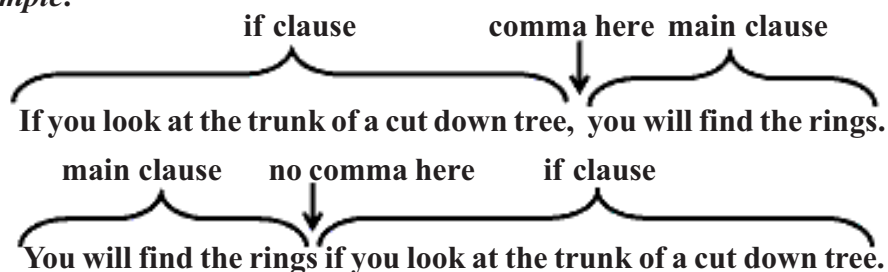 mple:
if clause comma here main clause
If you look at the trunk of a cut down tree, you will find the rings.
main clause no comma here if clause
You will find the rings if you look at the trunk of a cut down tree.